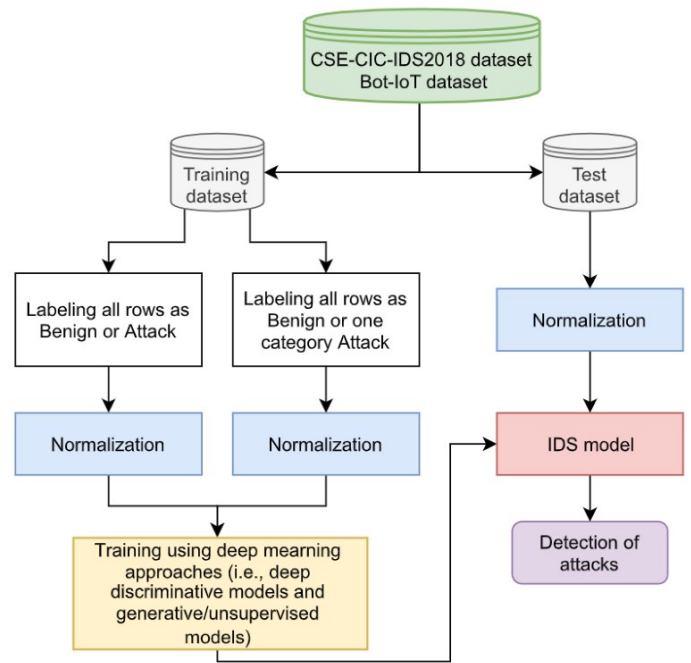 CSE-CIC-IDS2018 dataset
Bot-IoT dataset
Training
dataset
Test
dataset
Labeling all rows as
Benign or Attack
Labeling all rows as
Benign or one
category Attack
Normalization
Normalization
Normalization
IDS model
Training using deep mearning
approaches (i.e., deep
discriminative models and
generative/unsupervised
models)
Detection of
attacks